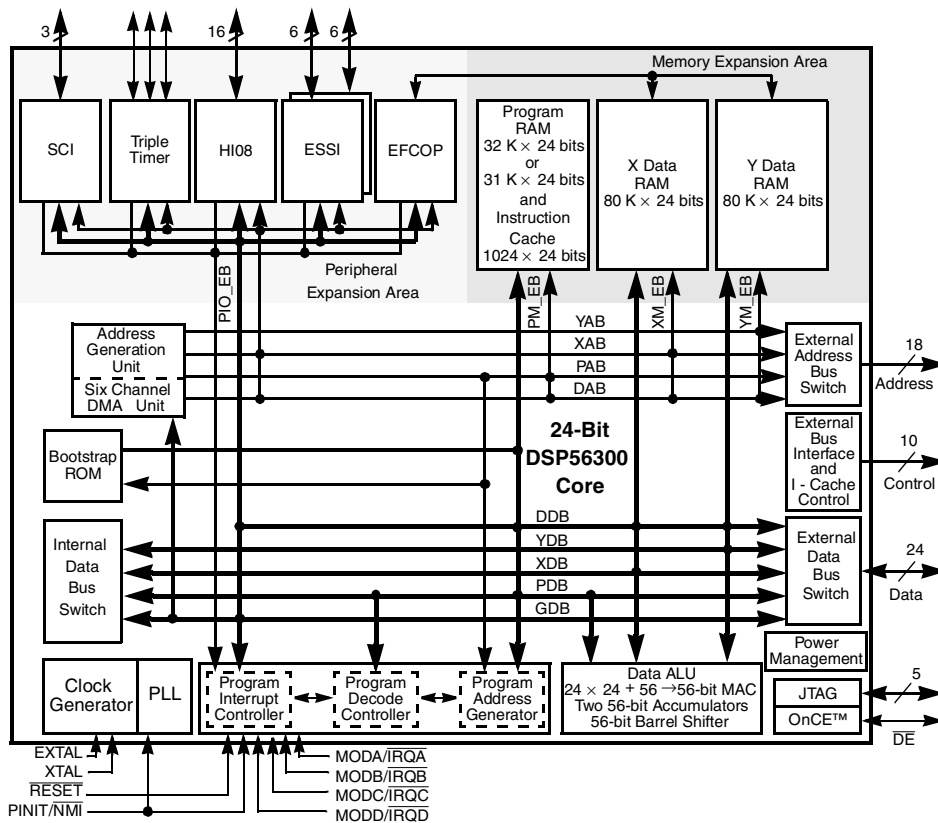 3
16
6
6
Memory Expansion Area
SCI
Triple
Timer
HI08
ESSI
EFCOP
Program
RAM
32 K × 24 bits
or
31 K × 24 bits
and
Instruction
Cache
1024 × 24 bits
X Data
RAM
80 K × 24 bits
Y Data
RAM
80 K × 24 bits
Peripheral
Expansion Area
PIO_EB
PM_EB
XM_EB
YM_EB
Address
Generation
Unit
Six Channel
DMA Unit
YAB
XAB
PAB
DAB
External
Address
Bus
Switch
18
Address
Bootstrap
ROM
24-Bit
DSP56300
Core
External
Bus
Interface
and
I - Cache
Control
10
Control
Internal
Data
Bus
Switch
DDB
YDB
XDB
PDB
GDB
External
Data
Bus
Switch
24
Data
Power
Management
Clock
Generator
PLL
Program
Interrupt
Controller
Program
Decode
Controller
Program
Address
Generator
Data ALU
24 × 24 + 56 → 56-bit MAC
Two 56-bit Accumulators
56-bit Barrel Shifter
JTAG
OnCE™
5
DE
EXTAL
XTAL
RESET
PINIT/NMI
MODA/IRQA
MODB/IRQB
MODC/IRQC
MODD/IRQD